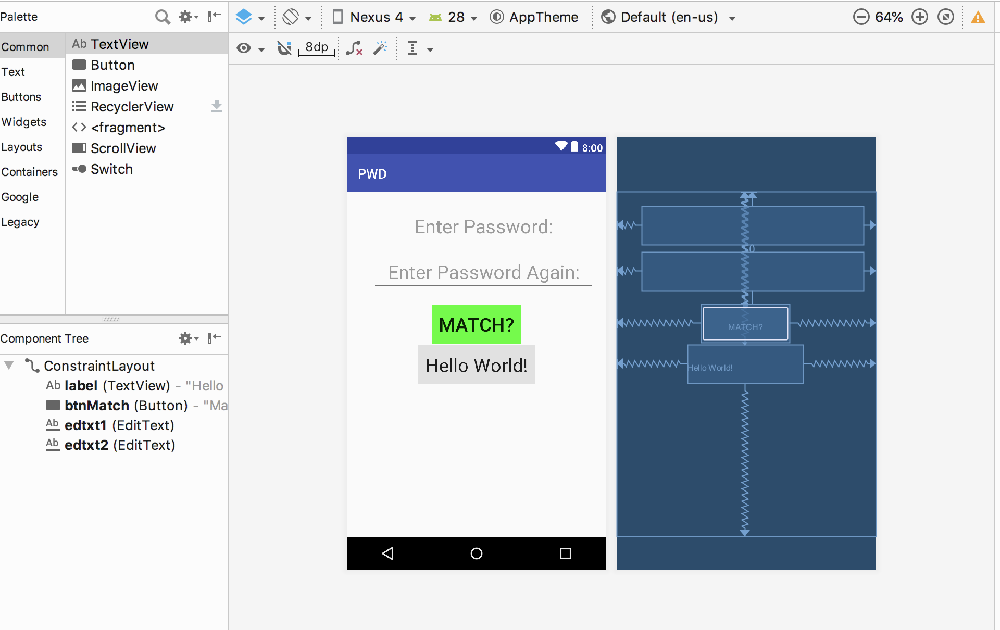 Palette
Nexus 4
28
AppTheme
Default (en-us)
64%
8dp
Common
Text
Buttons
Widgets
Layouts
Containers
Google
Legacy
Ab TextView
Button
ImageView
RecyclerView
<fragment>
ScrollView
Switch
Component Tree
ConstraintLayout
Ab label (TextView) - "Hello
btnMatch (Button) - "Ma
Ab edtxt1 (EditText)
Ab edtxt2 (EditText)
8:00
PWD
Enter Password:
Enter Password Again:
MATCH?
Hello World!
0
MATCH?
Hello World!